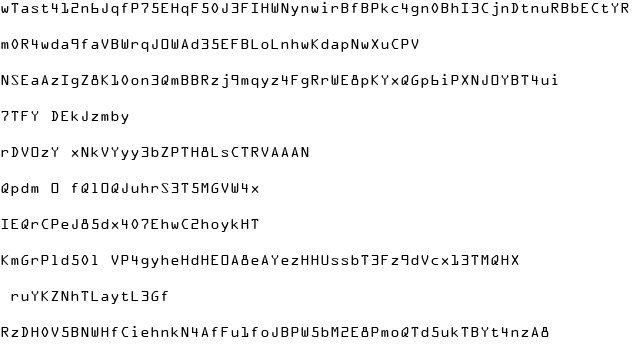 wTast412n6JqfP75EHqF50J3FIHWNynwirBfBPkc4gn0BhI3CjnDtnuRBbECtYR
m0R4wda9faVBWrqJOWAd35EFBLoLnhwKdapNwXuCPV
NSEaAzIgZ8K10on3QmBBRzj9mqyz4FgRrWE8pKYxQGp6iPXNJOYBT4ui
7TFY DEkJzmby
rDVOzY xNkVYyy3bZPTH8LsCTRVAAAN
Qpdm O fQ1OQJuhrS3T5MGVW4x
IEQrCPeJ85dx407EhwC2hoykHT
KmGrP1d501 VP4gyheHdHEOA8eAYezHHUssbT3Fz9dVcx13TMQHX
ruYKZNhTLaytL3Gf
RzDH0V5BNWHfCiehnkN4AfFu1foJBPW5bM2E8PmoQTd5ukTBYt4nzA8